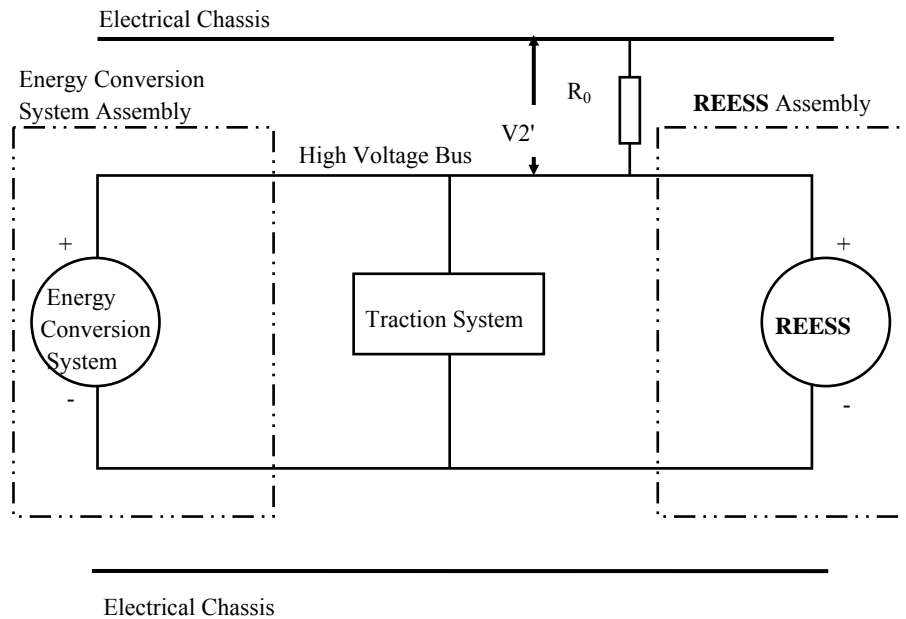 Electrical Chassis
Energy Conversion
System Assembly
R₀
REESS Assembly
V2'
High Voltage Bus
+
+
Energy
Conversion
System
Traction System
REESS
-
-
Electrical Chassis